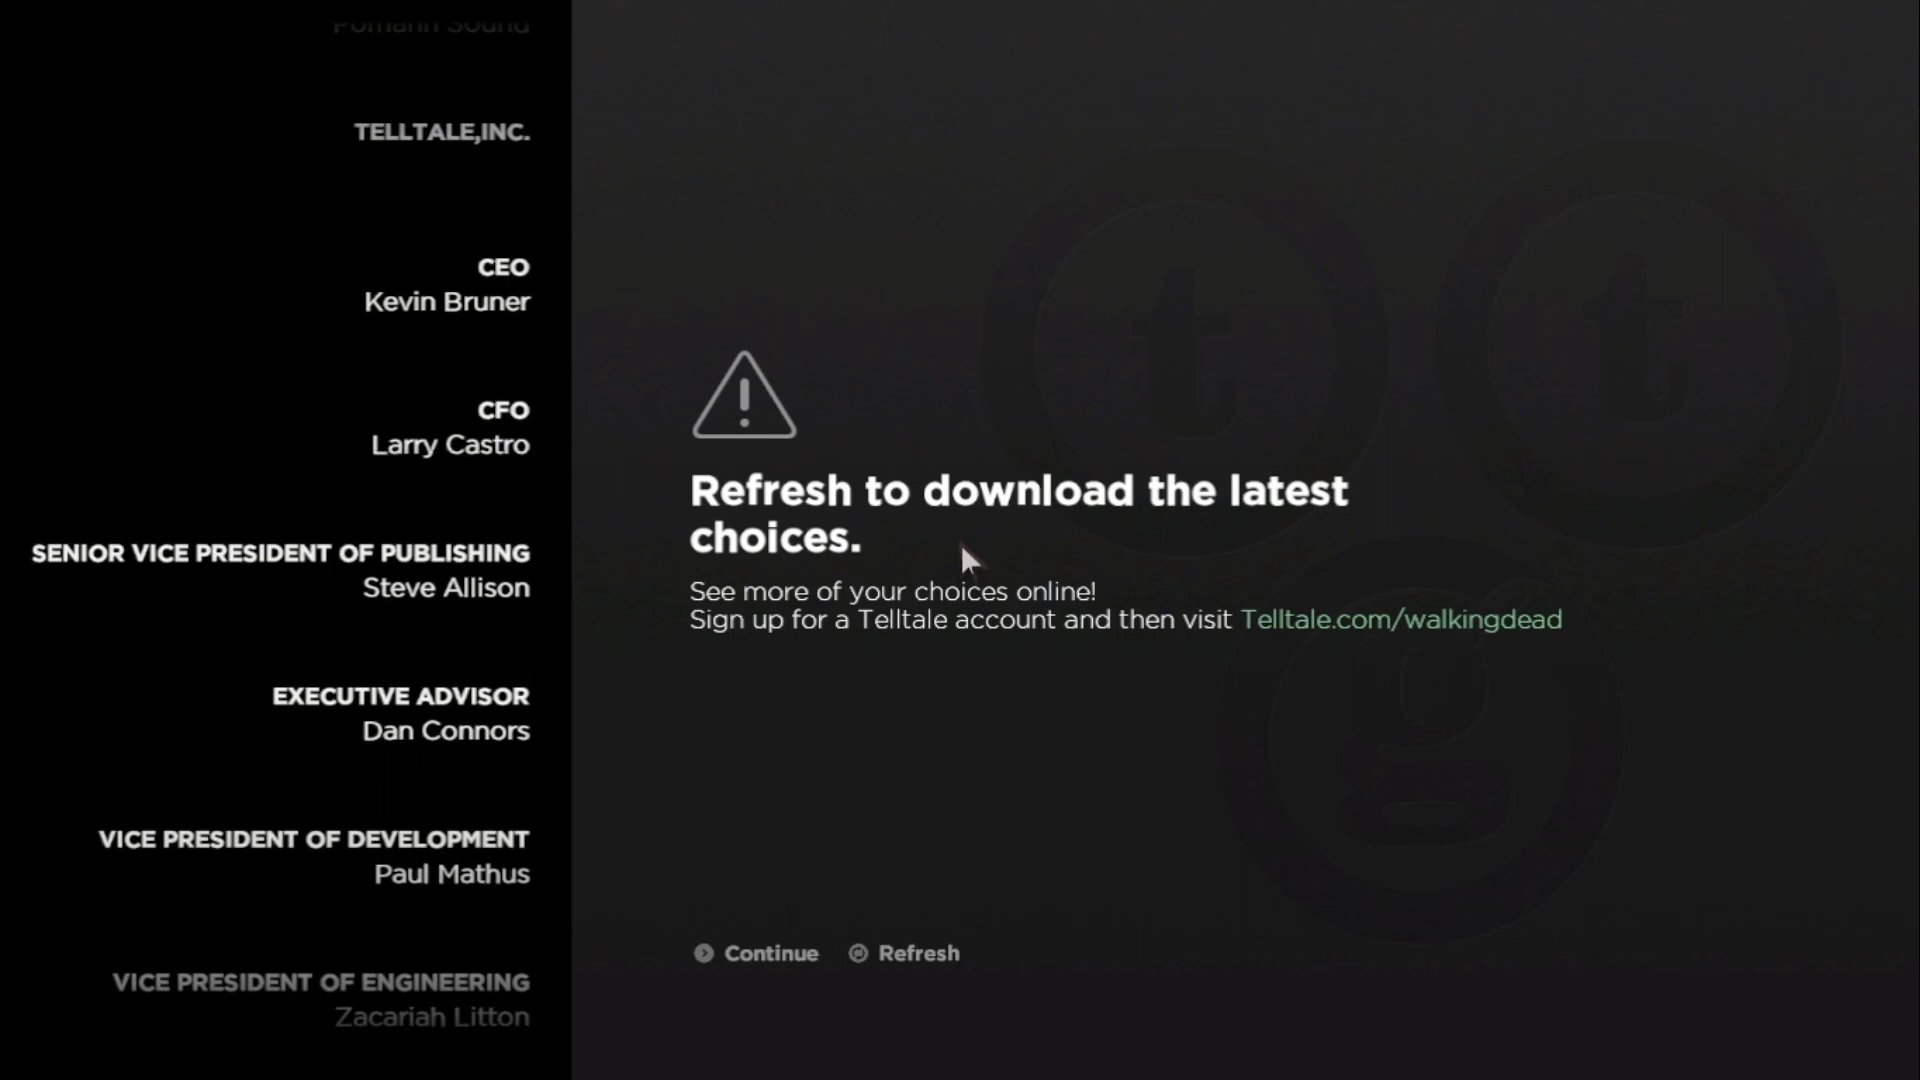 Pomann Sound
TELLTALE,INC.
CEO
Kevin Bruner
CFO
Larry Castro
SENIOR VICE PRESIDENT OF PUBLISHING
Steve Allison
EXECUTIVE ADVISOR
Dan Connors
VICE PRESIDENT OF DEVELOPMENT
Paul Mathus
VICE PRESIDENT OF ENGINEERING
Zacariah Litton
t t
g
Refresh to download the latest
choices.
See more of your choices online!
Sign up for a Telltale account and then visit Telltale.com/walkingdead
Continue Refresh